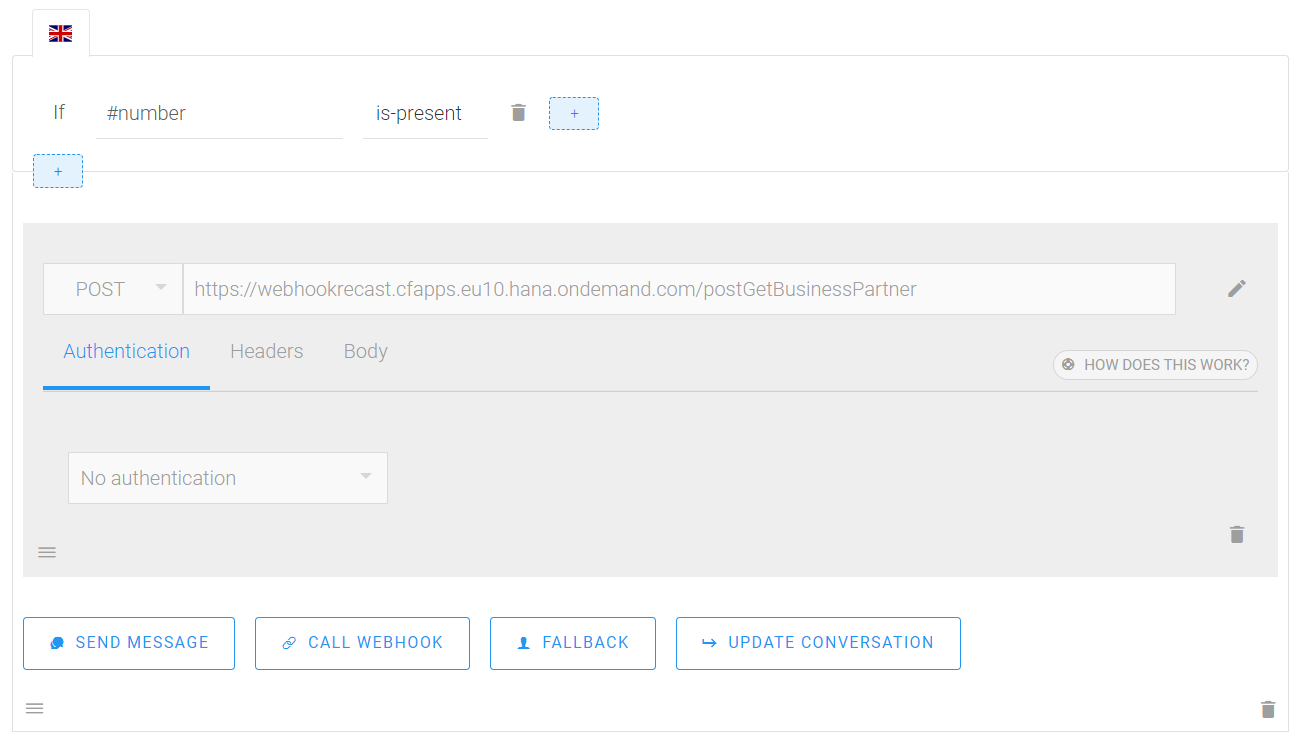 If #number is-present +
+
POST https://webhookrecast.cfapps.eu10.hana.ondemand.com/postGetBusinessPartner
Authentication Headers Body
HOW DOES THIS WORK?
No authentication
SEND MESSAGE CALL WEBHOOK FALLBACK UPDATE CONVERSATION